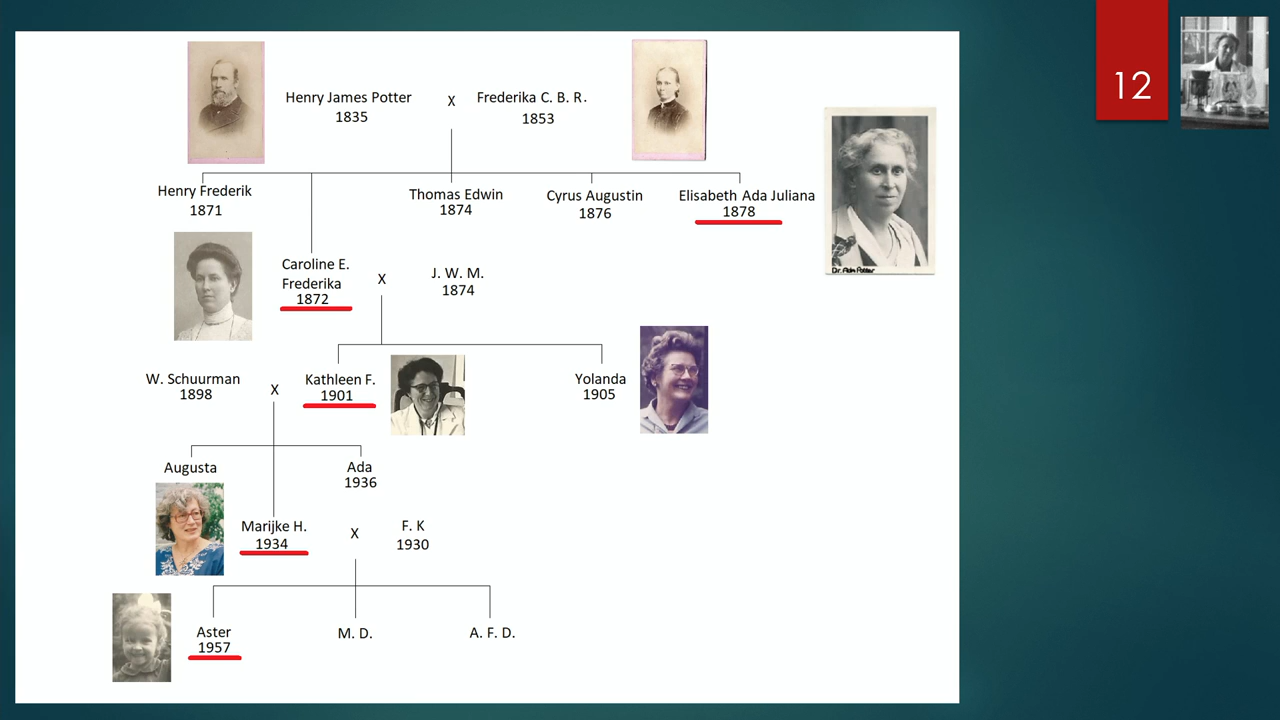 12
Henry James Potter
1835
X
Frederika C. B. R.
1853
Henry Frederik
1871
Thomas Edwin
1874
Cyrus Augustin
1876
Elisabeth Ada Juliana
1878
Dr. Ada Potter
Caroline E.
Frederika
1872
X
J. W. M.
1874
W. Schuurman
1898
X
Kathleen F.
1901
Yolanda
1905
Augusta
Ada
1936
Marijke H.
1934
X
F. K
1930
Aster
1957
M. D.
A. F. D.